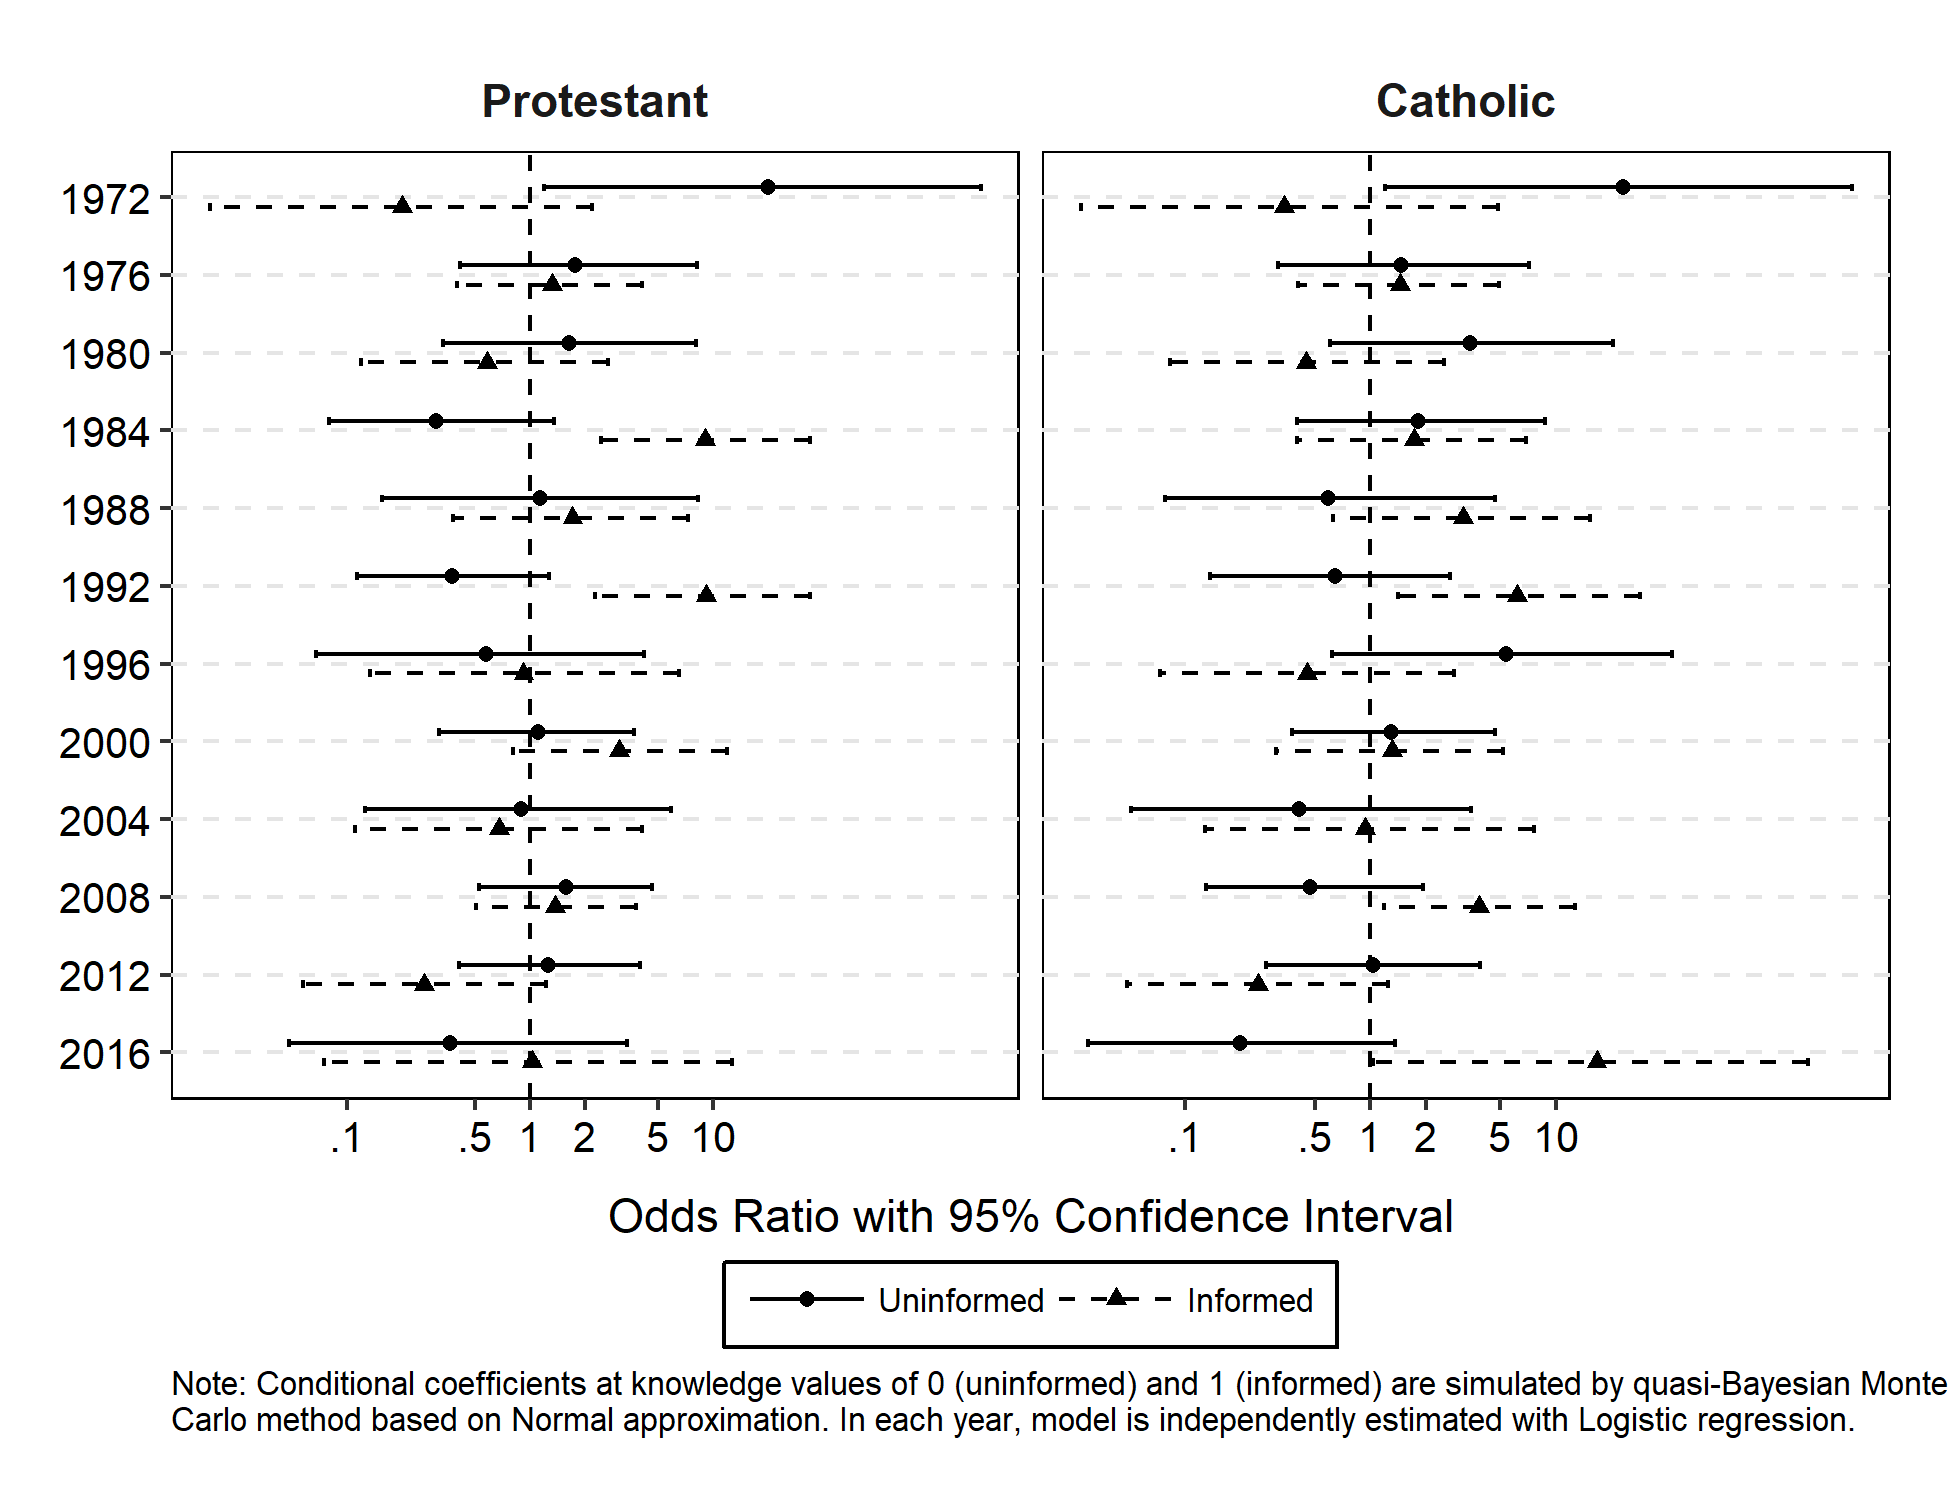 Protestant
Catholic
1972
1976
1980
1984
1988
1992
1996
2000
2004
2008
2012
2016
.1 .5 1 2 5 10
.1 .5 1 2 5 10
Odds Ratio with 95% Confidence Interval
Uninformed Informed
Note: Conditional coefficients at knowledge values of 0 (uninformed) and 1 (informed) are simulated by quasi-Bayesian Monte
Carlo method based on Normal approximation. In each year, model is independently estimated with Logistic regression.